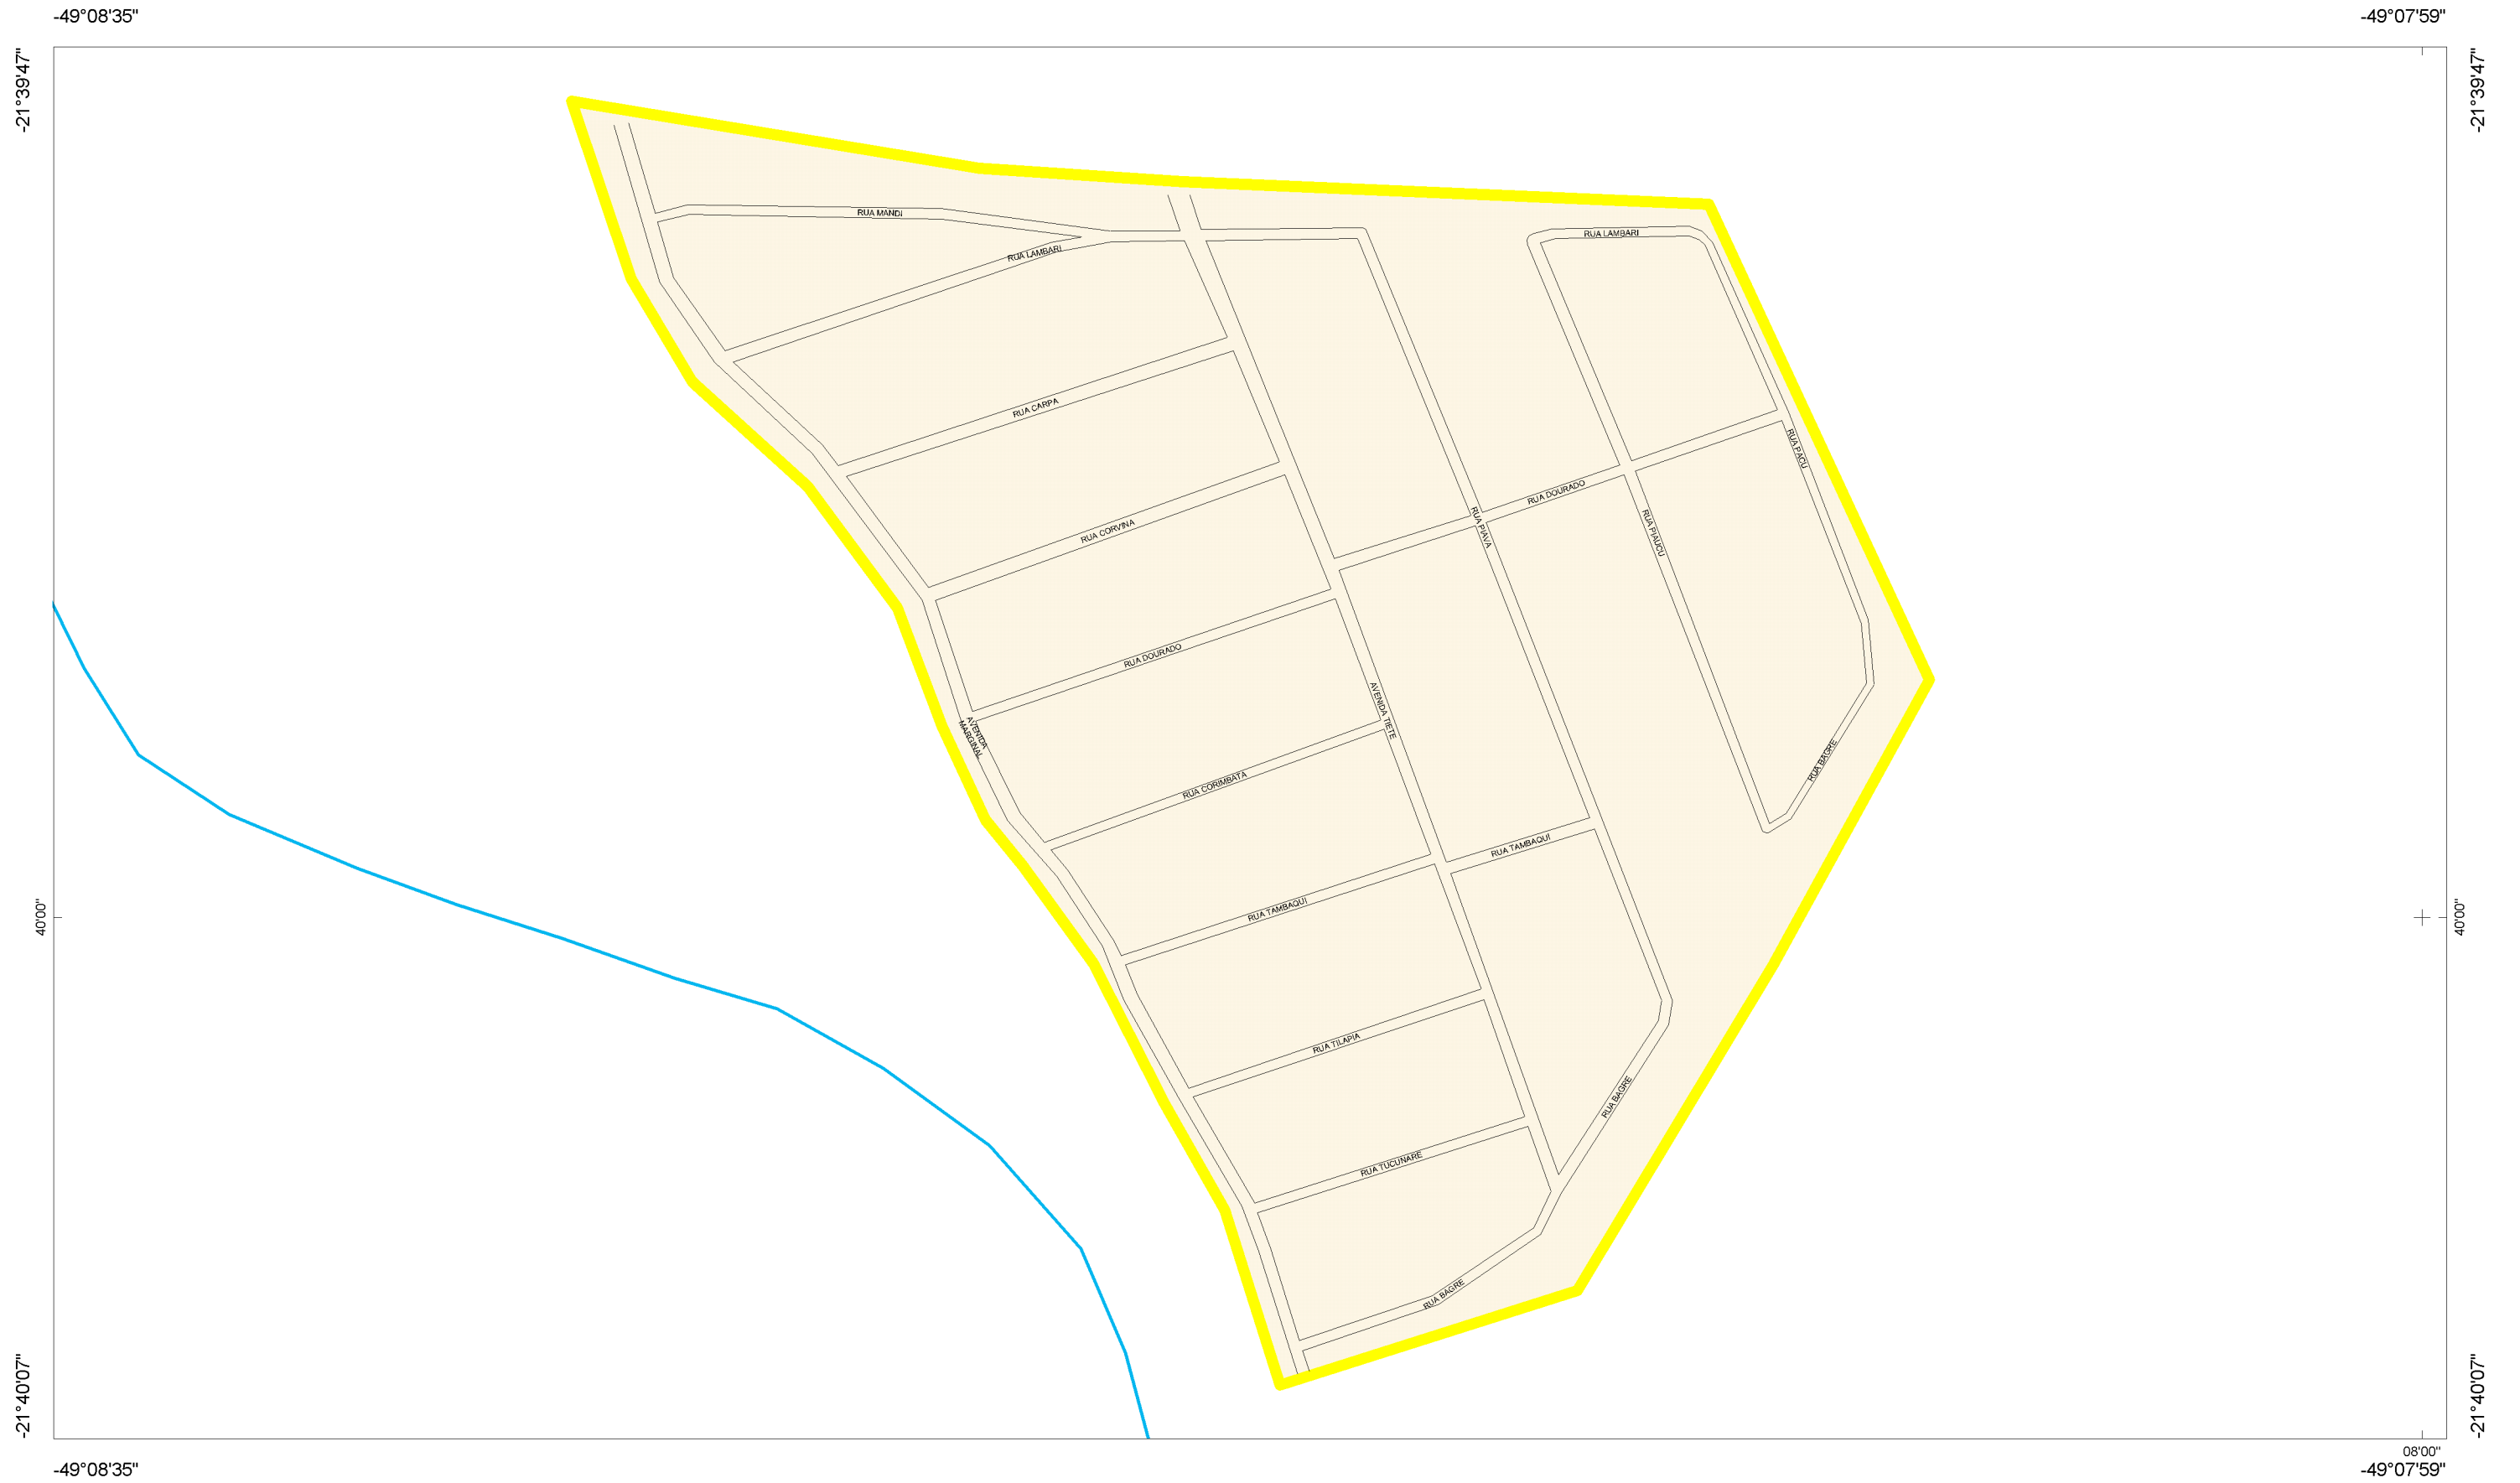 -49°08'35"
-49°07'59"
-21°39'47"
-21°39'47"
RUA MANDI
RUA LAMBARI
RUA LAMBARI
RUA CARPA
RUA PACU
RUA DOURADO
RUA PIAVA
RUA PIAUCU
RUA CORVINA
RUA DOURADO
AVENIDA TIETE
AVENIDA
MARGINAL
RUA BAGRE
RUA CORIMBATA
RUA TAMBAQUI
RUA TAMBAQUI
40'00"
40'00"
RUA TILAPIA
RUA BAGRE
RUA TUCUNARE
RUA BAGRE
-21°40'07"
-21°40'07"
08'00"
-49°08'35"
-49°07'59"